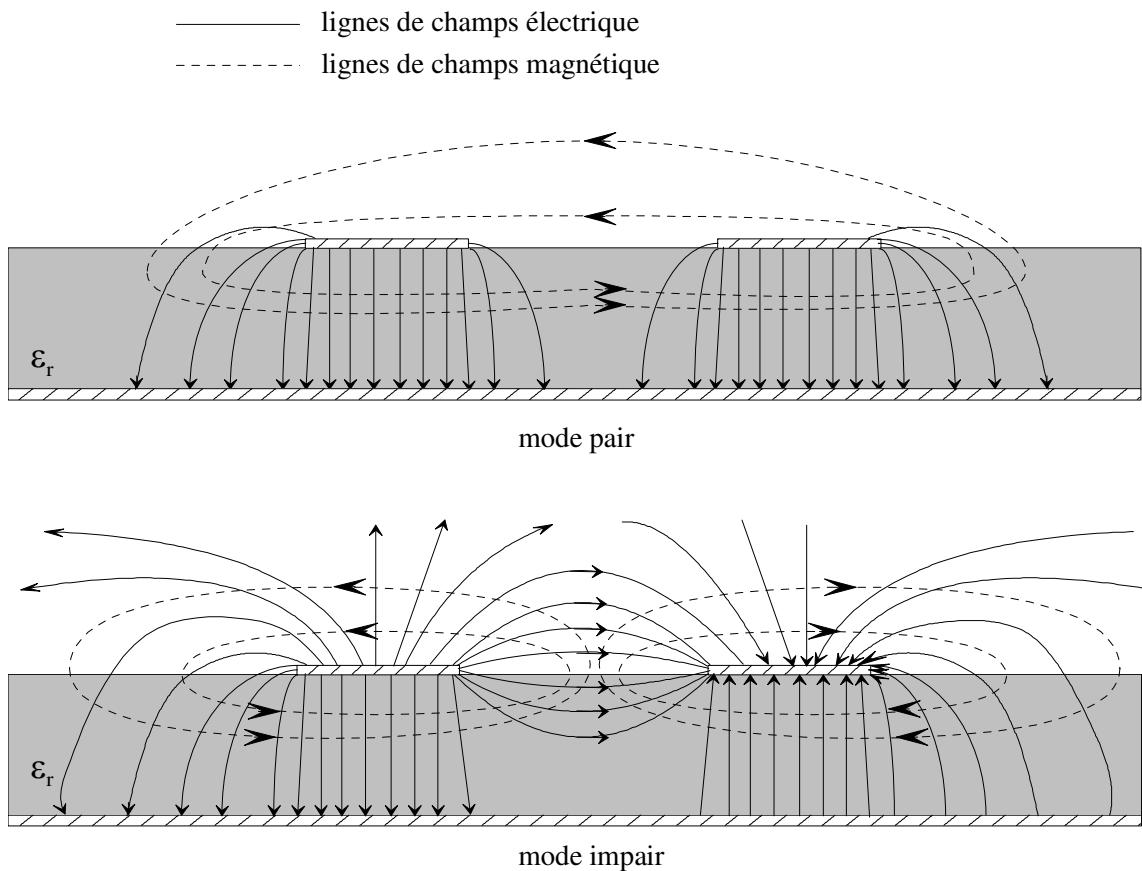 lignes de champs électrique
lignes de champs magnétique
εr
mode pair
εr
mode impair